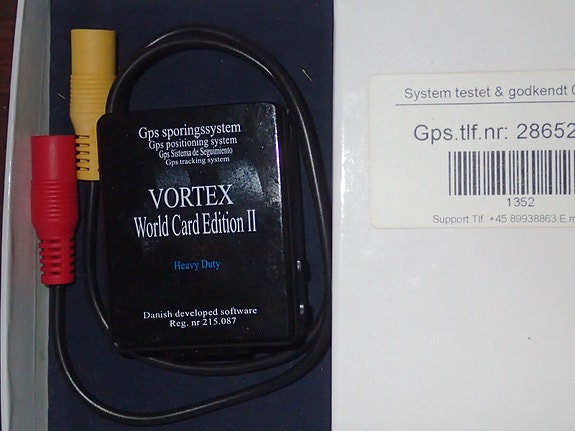 Gps sporingssystem
Gps positioning system
Gps Sistema de Seguimiento
Gps tracking system
VORTEX
World Card Edition II
Heavy Duty
Danish developed software
Reg. nr 215.087
System testet & godkendt
Gps.tlf.nr: 28652
1352
Support Tlf +45 89938863 E.m